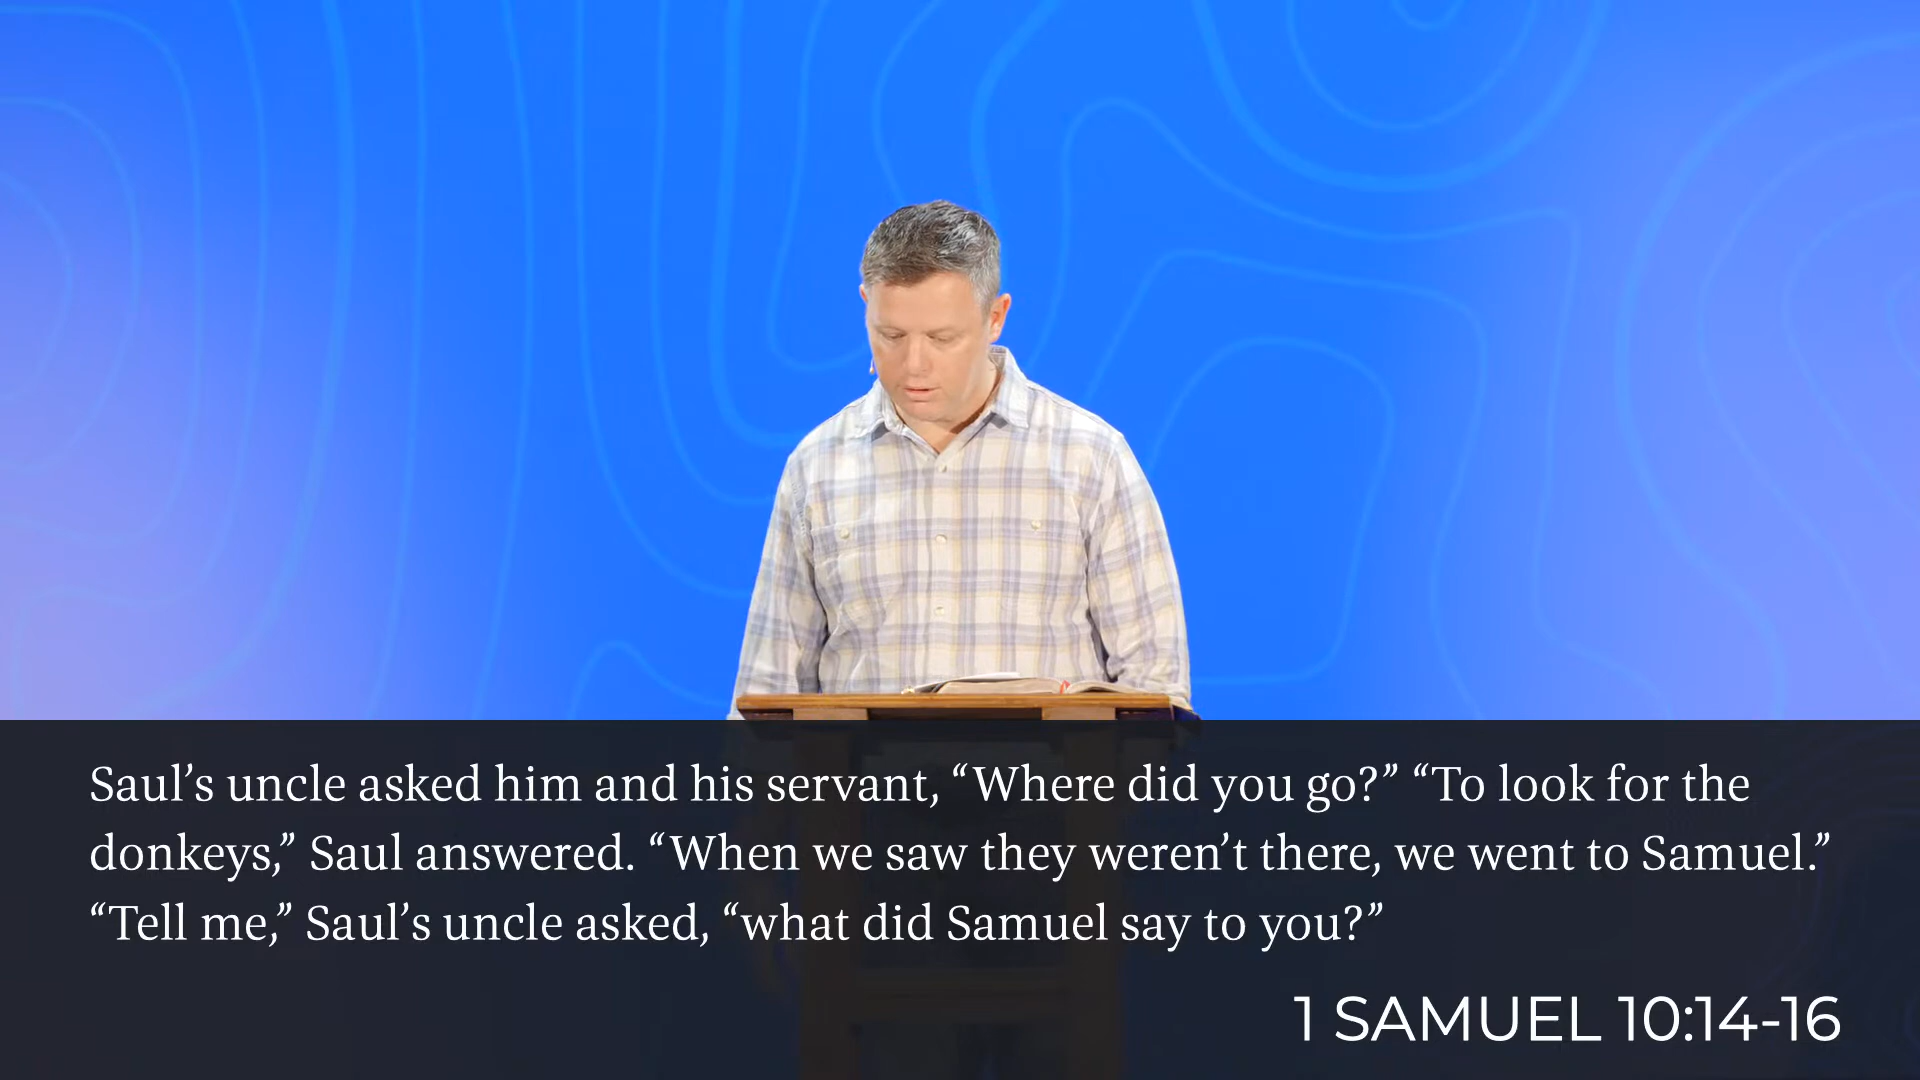 Saul’s uncle asked him and his servant, “Where did you go?” “To look for the
donkeys,” Saul answered. “When we saw they weren’t there, we went to Samuel.”
“Tell me,” Saul’s uncle asked, “what did Samuel say to you?”
1 SAMUEL 10:14-16